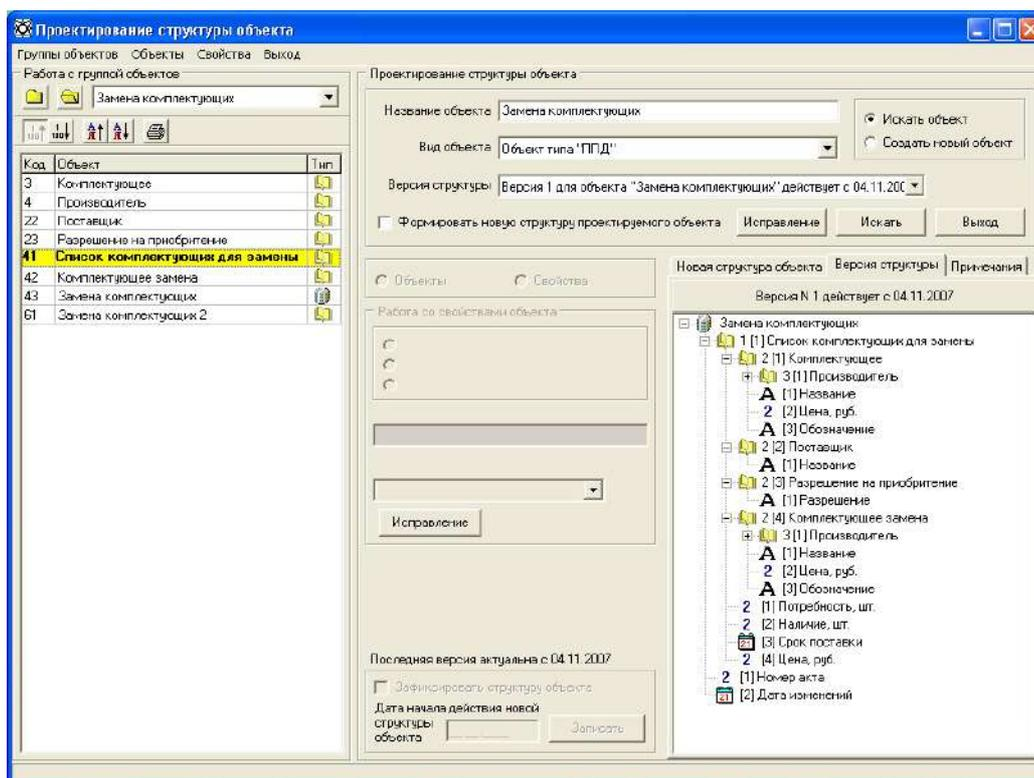 Проектирование структуры объекта
Группы объектов Объекты Свойства Выход
Работа с группой объектов
Замена комплектующих
Код Объект Тип
3 Комплектующее
4 Производитель
22 Поставщик
23 Разрешение на приобритение
41 Список комплектующих для замены
42 Комплектующее замена
43 Замена комплектующих
61 Замена комплектующих 2
Проектирование структуры объекта
Название объекта Замена комплектующих
Вид объекта Объект типа "ППД"
Версия структуры Версия 1 для объекта "Замена комплектующих" действует с 04.11.200
Искать объект
Создать новый объект
Формировать новую структуру проектируемого объекта Исправление Искать Выход
Объекты Свойства
Работа со свойствами объекта
Исправление
Последняя версия актуальна с 04.11.2007
Зафиксировать структуру объекта
Дата начала действия новой
структуры
объекта
Записать
Новая структура объекта Версия структуры Примечания
Версия N 1 действует с 04.11.2007
Замена комплектующих
1 [1] Список комплектующих для замены
2 [1] Комплектующее
3 [1] Производитель
A [1] Название
2 [2] Цена, руб.
A [3] Обозначение
2 [2] Поставщик
A [1] Название
2 [3] Разрешение на приобритение
A [1] Разрешение
2 [4] Комплектующее замена
3 [1] Производитель
A [1] Название
2 [2] Цена, руб.
A [3] Обозначение
2 [1] Потребность, шт.
2 [2] Наличие, шт.
21 [3] Срок поставки
2 [4] Цена, руб.
2 [1] Номер акта
21 [2] Дата изменений